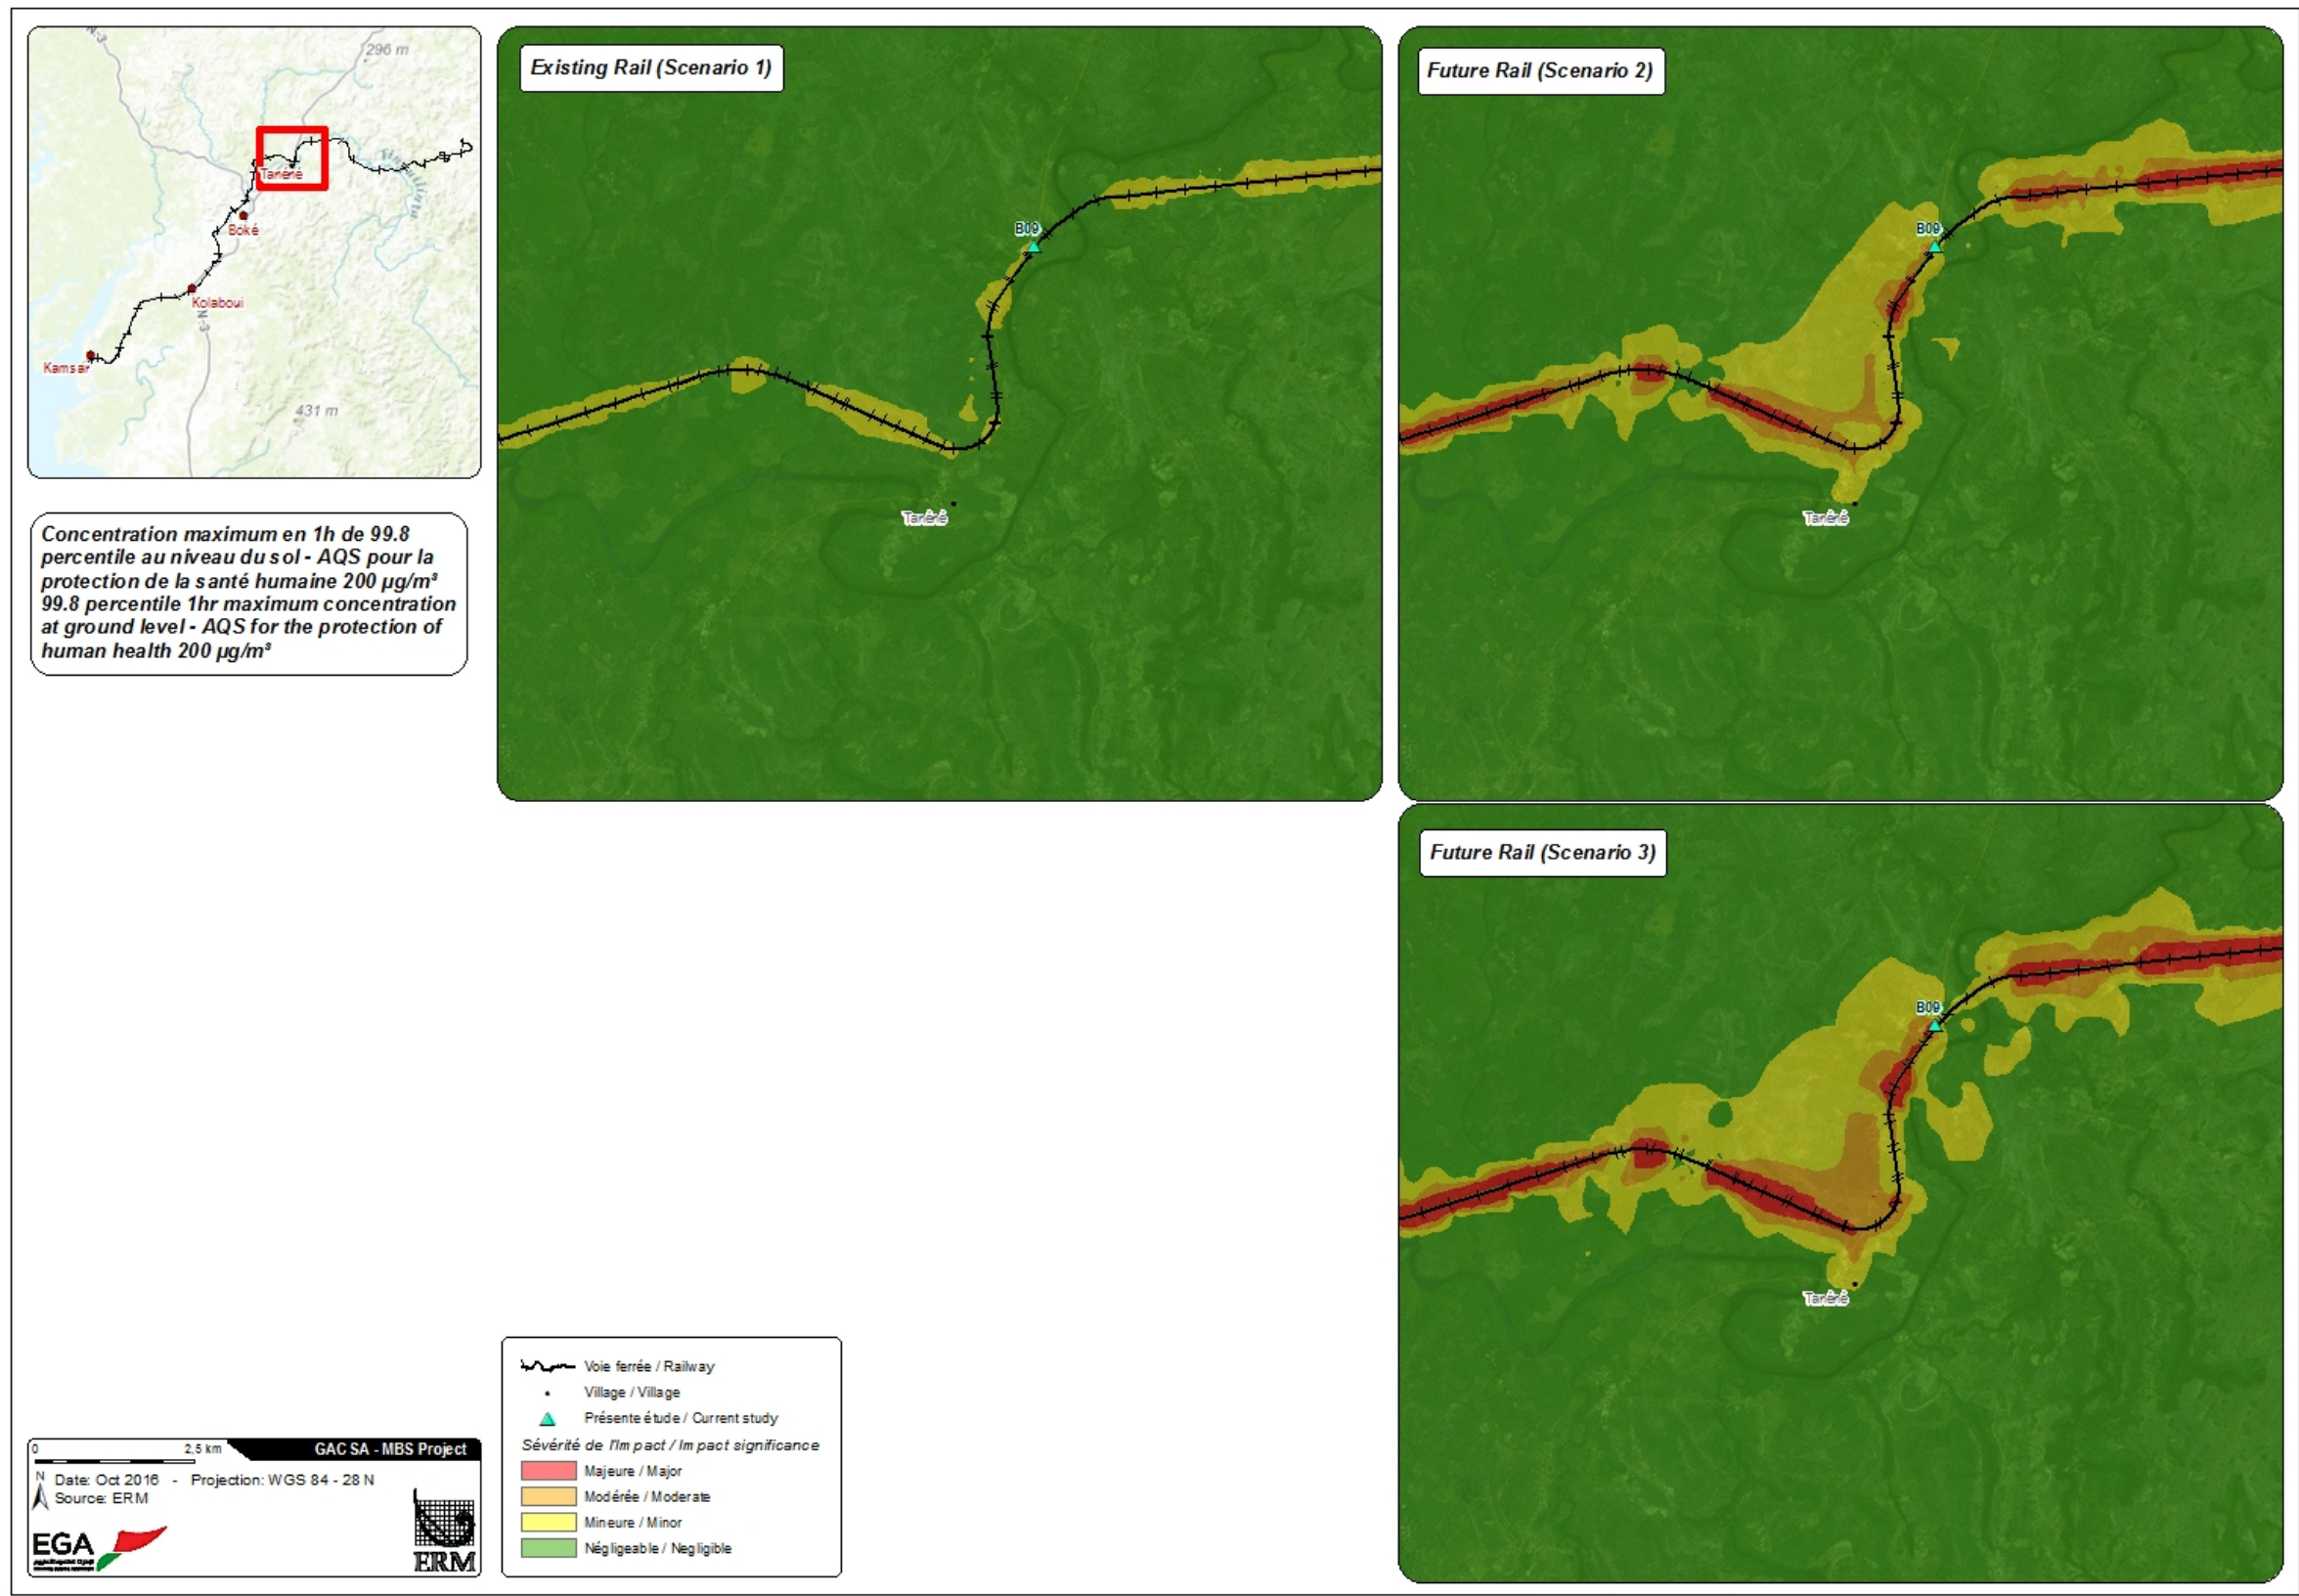 N-3
296 m
Tanéné
Boké
Kolaboui
N-3
Kamsar
431 m
Existing Rail (Scenario 1)
B09
Tanéné
Future Rail (Scenario 2)
B09
Tanéné
Concentration maximum en 1h de 99.8
percentile au niveau du sol - AQS pour la
protection de la santé humaine 200 µg/m³
99.8 percentile 1hr maximum concentration
at ground level - AQS for the protection of
human health 200 µg/m³
Future Rail (Scenario 3)
B09
Tanéné
Voie ferrée / Railway
Village / Village
Présente étude / Current study
Sévérité de l'Impact / Impact significance
Majeure / Major
Modérée / Moderate
Mineure / Minor
Négligeable / Negligible
0 2,5 km
GAC SA - MBS Project
N
Date: Oct 2016 - Projection: WGS 84 - 28 N
Source: ERM
EGA
ERM